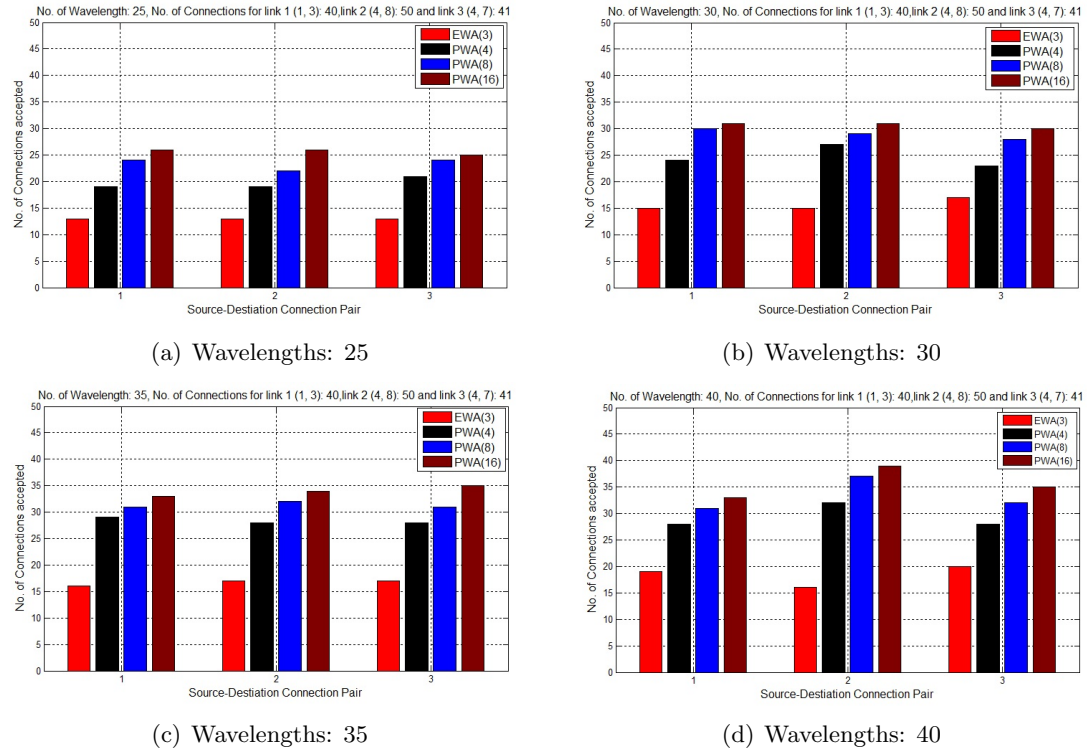 No. of Wavelength: 25, No. of Connections for link 1 (1, 3): 40,link 2 (4, 8): 50 and link 3 (4, 7): 41
50
45
40
35
30
25
20
15
10
5
0
No. of Connections accepted
EWA(3)
PWA(4)
PWA(8)
PWA(16)
1
2
3
Source-Destiation Connection Pair
(a) Wavelengths: 25
No. of Wavelength: 30, No. of Connections for link 1 (1, 3): 40,link 2 (4, 8): 50 and link 3 (4, 7): 41
50
45
40
35
30
25
20
15
10
5
0
No. of Connections accepted
EWA(3)
PWA(4)
PWA(8)
PWA(16)
1
2
3
Source-Destiation Connection Pair
(b) Wavelengths: 30
No. of Wavelength: 35, No. of Connections for link 1 (1, 3): 40,link 2 (4, 8): 50 and link 3 (4, 7): 41
50
45
40
35
30
25
20
15
10
5
0
No. of Connections accepted
EWA(3)
PWA(4)
PWA(8)
PWA(16)
1
2
3
Source-Destiation Connection Pair
(c) Wavelengths: 35
No. of Wavelength: 40, No. of Connections for link 1 (1, 3): 40,link 2 (4, 8): 50 and link 3 (4, 7): 41
50
45
40
35
30
25
20
15
10
5
0
No. of Connections accepted
EWA(3)
PWA(4)
PWA(8)
PWA(16)
1
2
3
Source-Destiation Connection Pair
(d) Wavelengths: 40